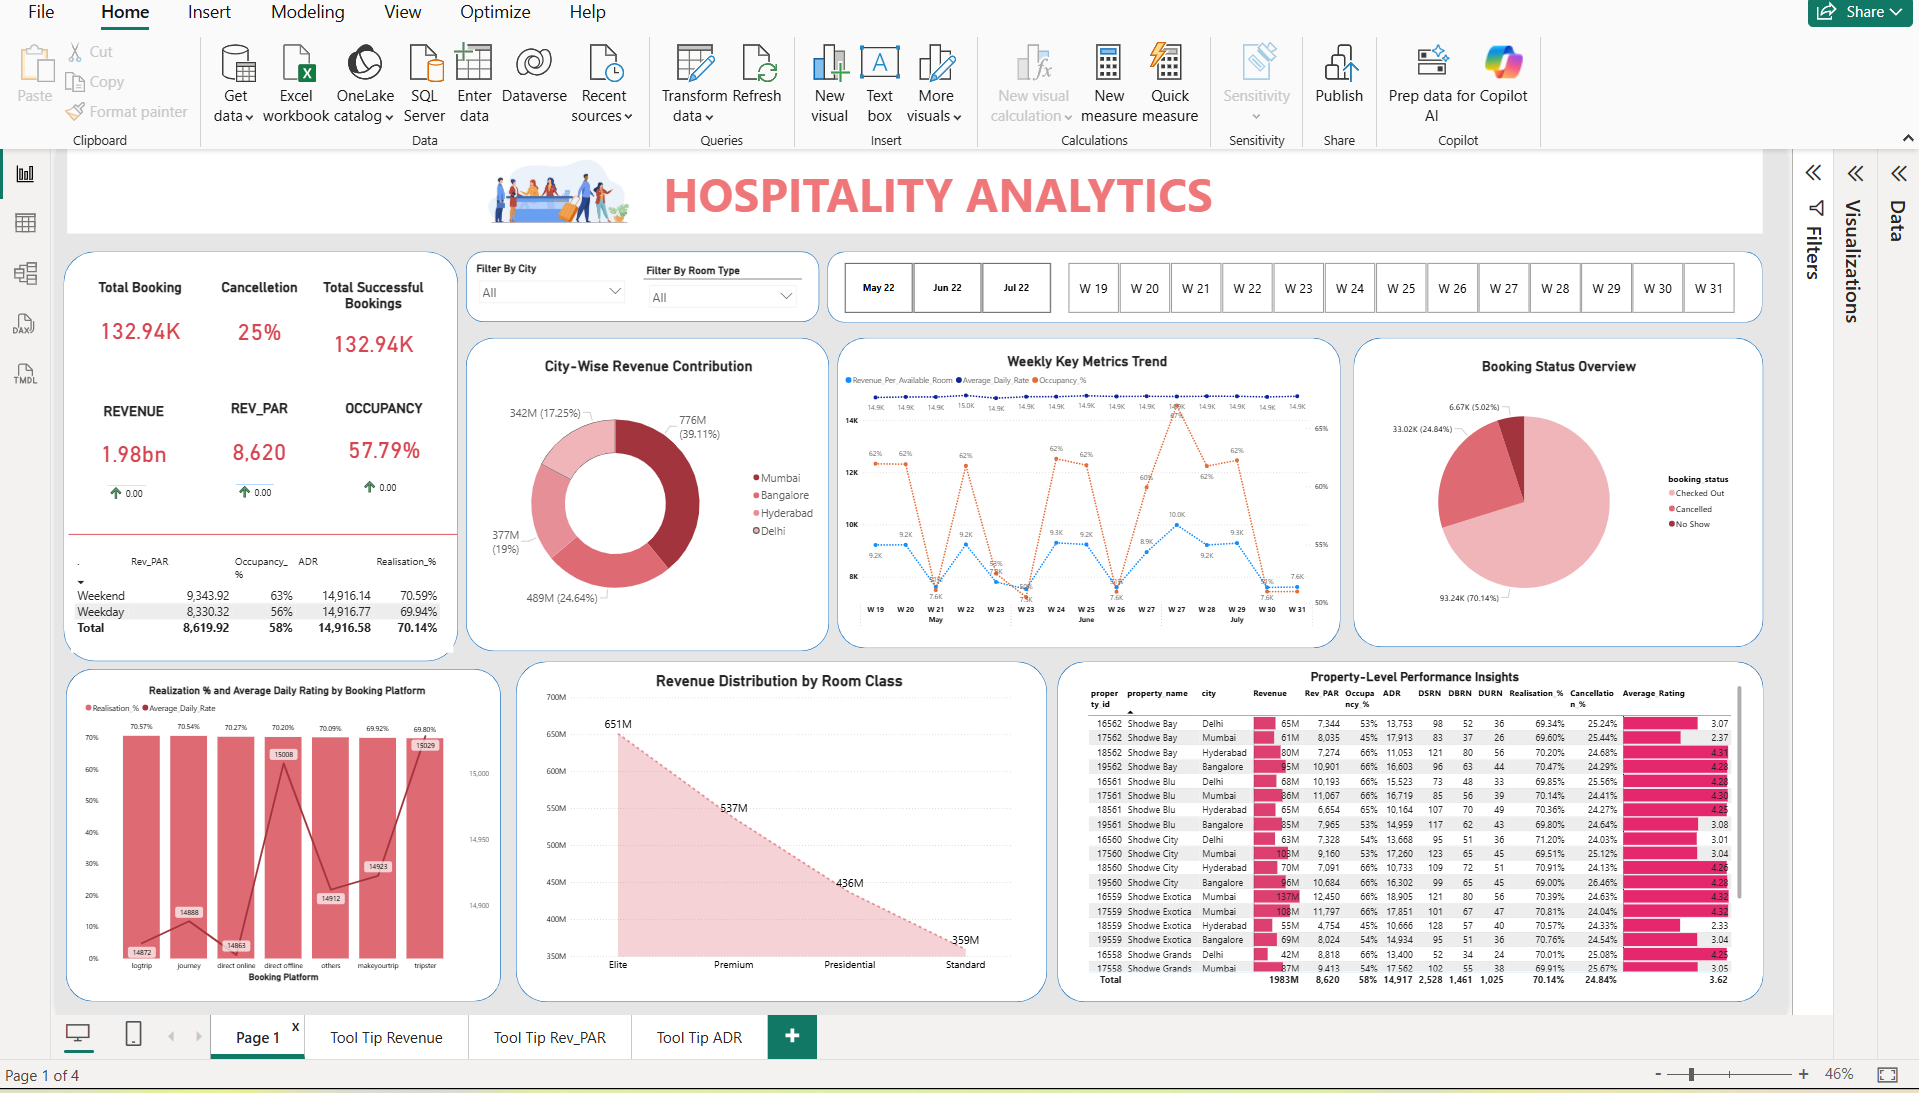 File Home Insert Modeling View Optimize Help
Share
Paste
Cut
Copy
Format painter
Clipboard
Get data
Excel workbook
OneLake catalog
SQL Server
Enter data
Dataverse
Recent sources
Data
Transform data
Refresh
Queries
New visual
Text box
More visuals
Insert
New visual calculation
New measure
Quick measure
Calculations
Sensitivity
Sensitivity
Publish
Share
Prep data for AI
Copilot
Copilot
DAX
TMDL
HOSPITALITY ANALYTICS
Filters
Visualizations
Data
Total Booking
132.94K
Cancelletion
25%
Total Successful Bookings
132.94K
REVENUE
1.98bn
0.00
REV_PAR
8,620
0.00
OCCUPANCY
57.79%
0.00
. Rev_PAR Occupancy_% ADR Realisation_%
Weekend 9,343.92 63% 14,916.14 70.59%
Weekday 8,330.32 56% 14,916.77 69.94%
Total 8,619.92 58% 14,916.58 70.14%
Filter By City
All
Filter By Room Type
All
May 22 Jun 22 Jul 22
W 19 W 20 W 21 W 22 W 23 W 24 W 25 W 26 W 27 W 28 W 29 W 30 W 31
City-Wise Revenue Contribution
342M (17.25%)
776M (39.11%)
377M (19%)
489M (24.64%)
Mumbai
Bangalore
Hyderabad
Delhi
Weekly Key Metrics Trend
Revenue_Per_Available_Room Average_Daily_Rate Occupancy_%
14.9K 14.9K 14.9K 15.0K 14.9K 14.9K 14.9K 14.9K 14.9K 14.9K 14.9K 14.9K 14.9K 14.9K
14K 12K 10K 8K
65% 60% 55% 50%
62% 62% 62% 53% 62% 62% 60% 67% 62% 62% 51%
9.2K 9.2K 7.6K 9.2K 9.3K 9.2K 7.6K 8.9K 10.0K 9.2K 9.3K 7.6K 7.6K
W 19 W 20 W 21 W 22 W 23 W 23 W 24 W 25 W 26 W 27 W 27 W 28 W 29 W 30 W 31
May June July
Booking Status Overview
6.67K (5.02%)
33.02K (24.84%)
93.24K (70.14%)
booking_status
Checked Out
Cancelled
No Show
Realization % and Average Daily Rating by Booking Platform
Realisation_% Average_Daily_Rate
70.57% 70.54% 70.27% 70.20% 70.09% 69.92% 69.80%
70% 60% 50% 40% 30% 20% 10% 0%
15,000 14,950 14,900
14872 14888 14863 15008 14912 14923 15029
logtrip journey direct online direct offline others makeyourtrip tripster
Booking Platform
Revenue Distribution by Room Class
700M 650M 600M 550M 500M 450M 400M 350M
651M 537M 436M 359M
Elite Premium Presidential Standard
Property-Level Performance Insights
property_id property_name city Revenue Rev_PAR Occupancy_% ADR DSRN DBRN DURN Realisation_% Cancellation_% Average_Rating
16562 Shodwe Bay Delhi 65M 7,344 53% 13,753 98 52 36 69.34% 25.24% 3.07
17562 Shodwe Bay Mumbai 61M 8,035 45% 17,913 83 37 26 69.60% 25.44% 2.37
18562 Shodwe Bay Hyderabad 80M 7,274 66% 11,053 121 80 56 70.20% 24.68% 4.31
19562 Shodwe Bay Bangalore 95M 10,901 66% 16,603 96 63 44 70.47% 24.29% 4.28
16561 Shodwe Blu Delhi 68M 10,193 66% 15,523 73 48 33 69.85% 25.56% 4.28
17561 Shodwe Blu Mumbai 86M 11,067 66% 16,719 85 56 39 70.14% 24.41% 4.30
18561 Shodwe Blu Hyderabad 65M 6,654 65% 10,164 107 70 49 70.36% 24.27% 4.25
19561 Shodwe Blu Bangalore 85M 7,965 53% 14,959 117 62 43 69.80% 24.64% 3.08
16560 Shodwe City Delhi 63M 7,328 54% 13,668 95 51 36 71.20% 24.03% 3.01
17560 Shodwe City Mumbai 103M 9,160 53% 17,260 123 65 45 69.51% 25.12% 3.04
18560 Shodwe City Hyderabad 70M 7,091 66% 10,733 109 72 51 70.91% 24.13% 4.26
19560 Shodwe City Bangalore 96M 10,684 66% 16,302 99 65 45 69.00% 26.46% 4.28
16559 Shodwe Exotica Mumbai 137M 12,450 66% 18,905 121 80 56 70.39% 24.63% 4.32
17559 Shodwe Exotica Mumbai 108M 11,797 66% 17,851 101 67 47 70.81% 24.04% 4.32
18559 Shodwe Exotica Hyderabad 55M 4,754 45% 10,666 128 57 40 70.57% 24.33% 2.33
19559 Shodwe Exotica Bangalore 69M 8,024 54% 14,934 95 51 36 70.76% 24.54% 3.04
16558 Shodwe Grands Delhi 42M 8,818 66% 13,400 52 34 24 70.01% 25.08% 4.25
17558 Shodwe Grands Mumbai 87M 9,413 54% 17,562 102 55 38 69.91% 25.67% 3.05
Total 1983M 8,620 58% 14,917 2,528 1,461 1,025 70.14% 24.84% 3.62
Page 1 x Tool Tip Revenue Tool Tip Rev_PAR Tool Tip ADR +
Page 1 of 4
- + 46%